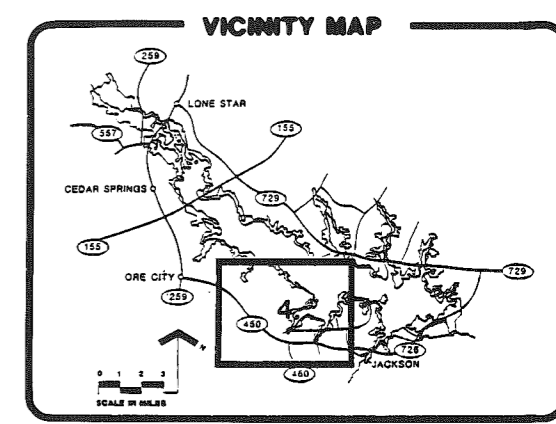 VICINITY MAP
259
LONE STAR
155
557
CEDAR SPRINGS
729
155
ORE CITY
259
729
450
726
JACKSON
450
N
0 1 2 3
SCALE IN MILES